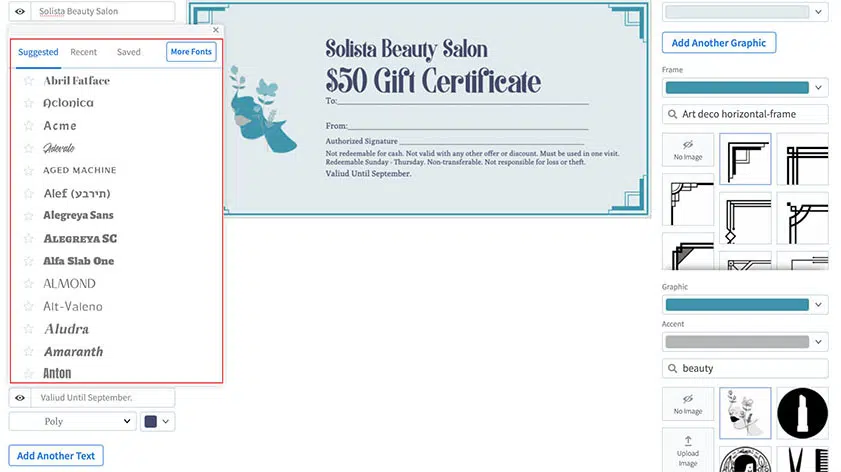 Solista Beauty Salon
×
Suggested
Recent
Saved
More Fonts
Abril Fatface
Aclonica
Acme
Advelo
AGED MACHINE
Alef (תירבע)
Alegreya Sans
ALEGREYA SC
Alfa Slab One
ALMOND
Alt-Valeno
Aludra
Amaranth
Anton
Valiud Until September.
Poly
Add Another Text
Solista Beauty Salon
$50 Gift Certificate
To:
From:
Authorized Signature
Not redeemable for cash. Not valid with any other offer or discount. Must be used in one visit.
Redeemable Sunday - Thursday. Non-transferable. Not responsible for loss or theft.
Valiud Until September.
Add Another Graphic
Frame
Art deco horizontal-frame
No Image
Graphic
Accent
beauty
No Image
Upload
Image